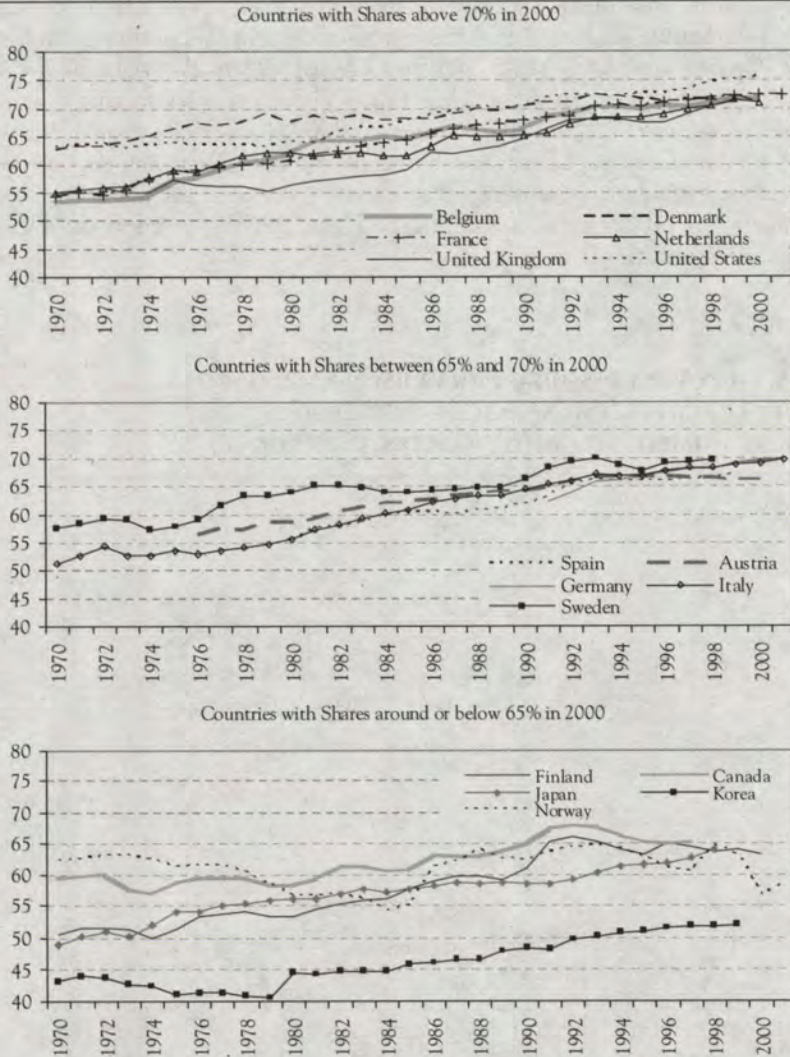 Countries with Shares above 70% in 2000
80
75
70
65
60
55
50
45
40
Belgium Denmark
France Netherlands
United Kingdom United States
1970 1972 1974 1976 1978 1980 1982 1984 1986 1988 1990 1992 1994 1996 1998 2000
Countries with Shares between 65% and 70% in 2000
80
75
70
65
60
55
50
45
40
Spain Austria
Germany Italy
Sweden
1970 1972 1974 1976 1978 1980 1982 1984 1986 1988 1990 1992 1994 1996 1998 2000
Countries with Shares around or below 65% in 2000
80
75
70
65
60
55
50
45
40
Finland Canada
Japan Korea
Norway
1970 1972 1974 1976 1978 1980 1982 1984 1986 1988 1990 1992 1994 1996 1998 2000